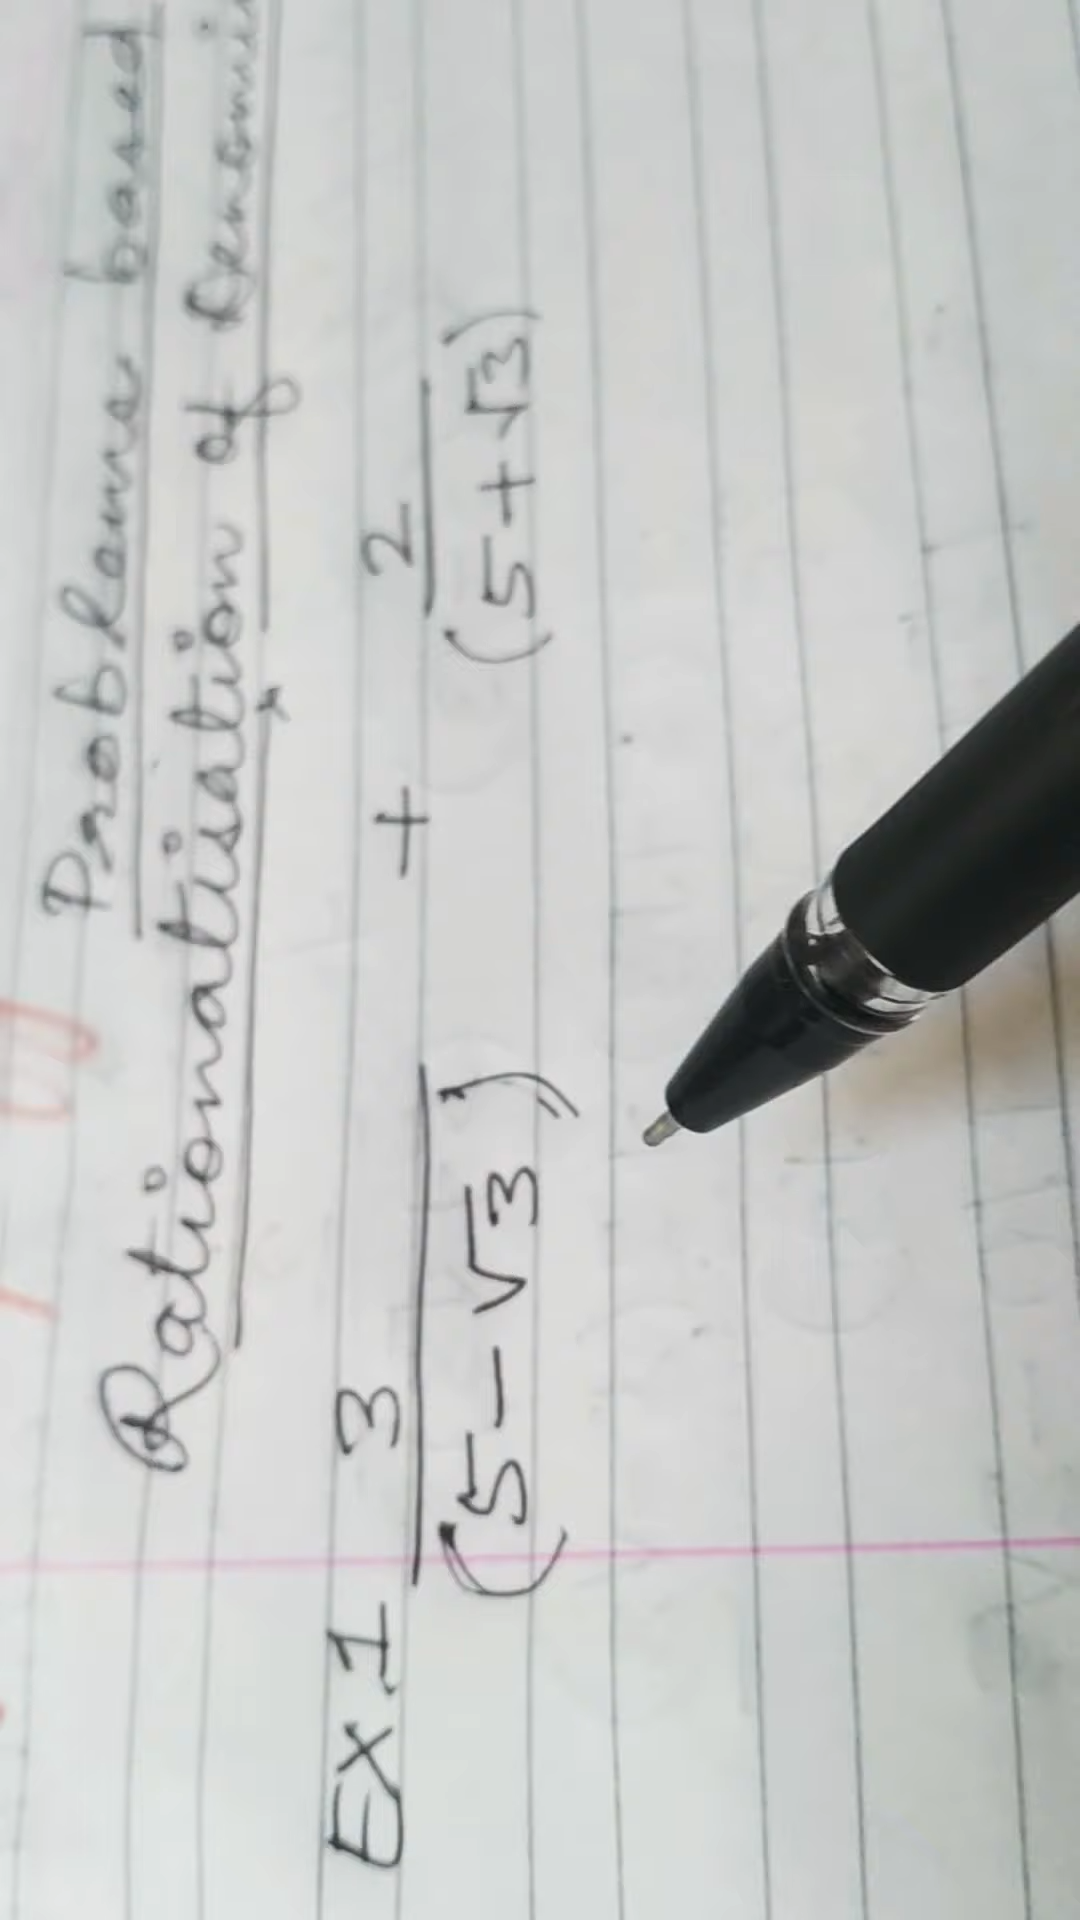 Problems based
Rationalisation of
Ex 1 3/(5-√3) + 2/(5+√3)